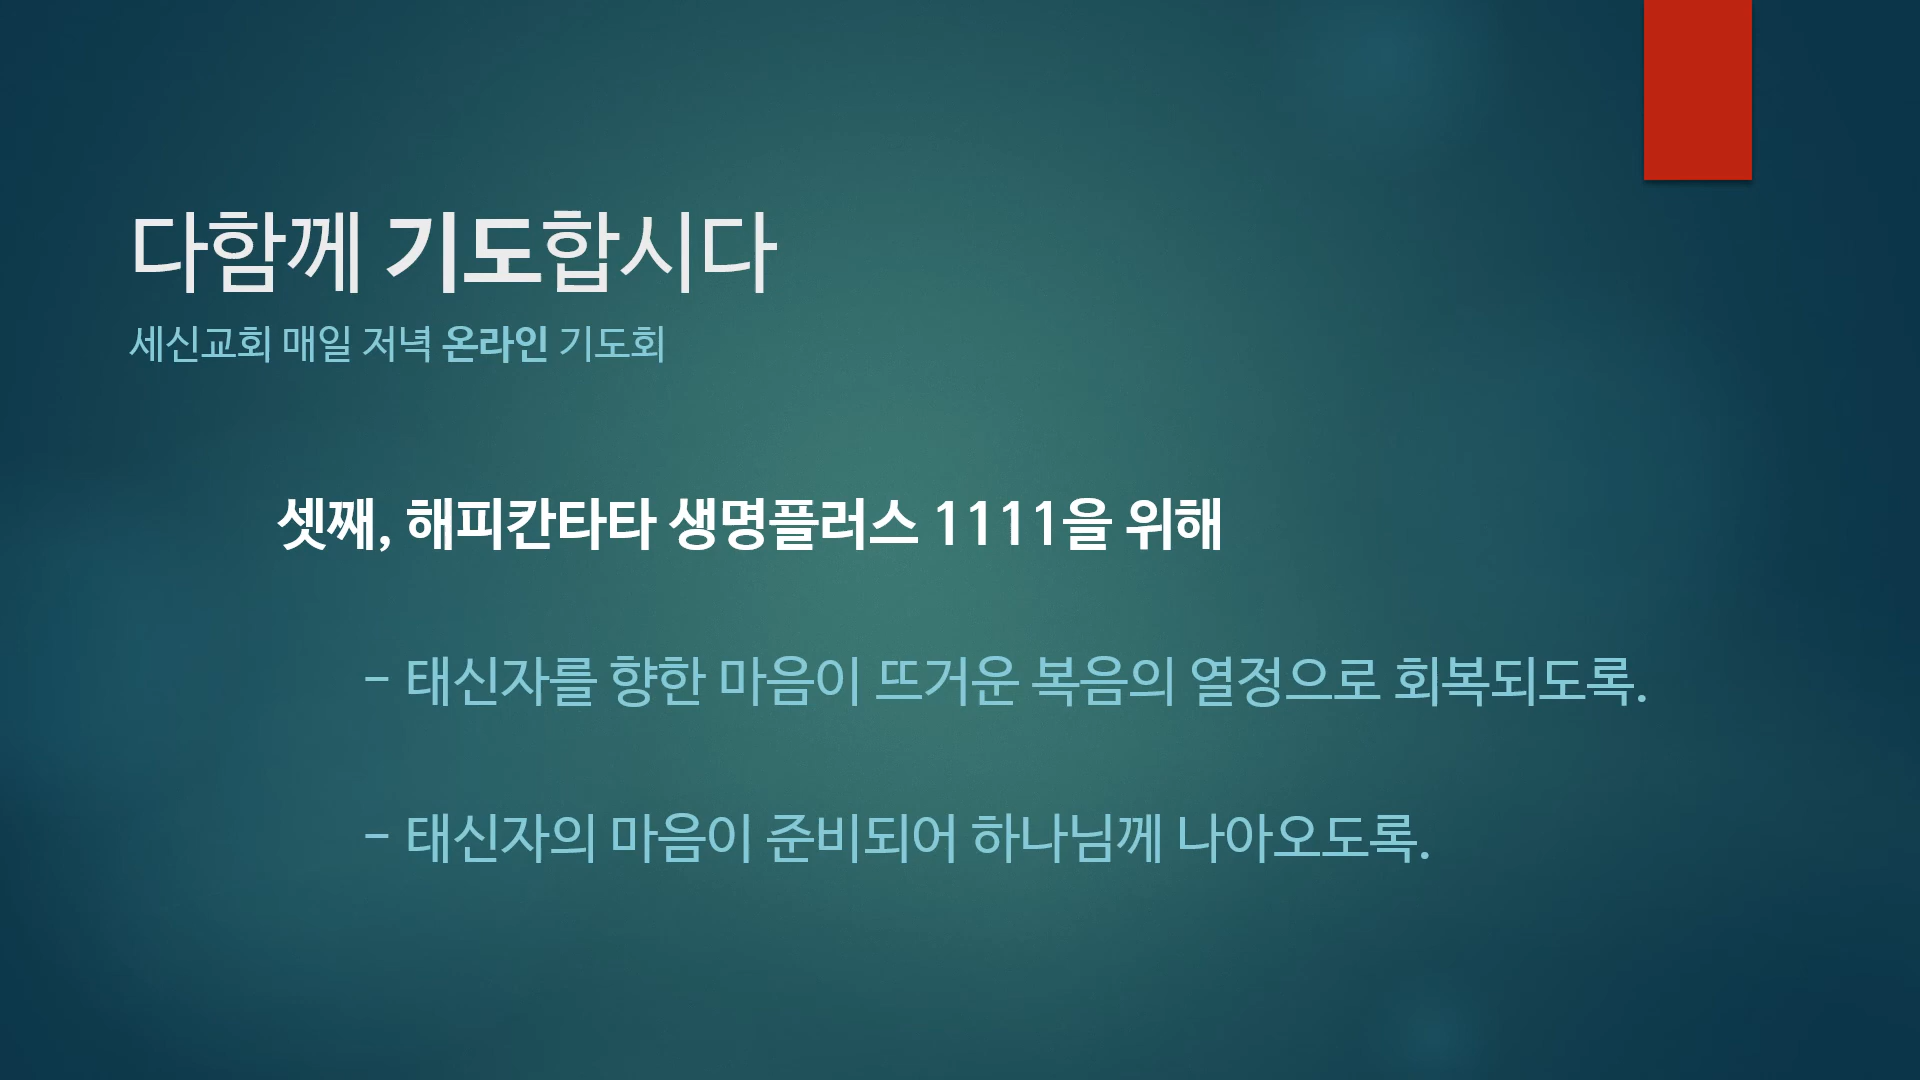 다함께 기도합시다
세신교회 매일 저녁 온라인 기도회
셋째, 해피칸타타 생명플러스 1111을 위해
- 태신자를 향한 마음이 뜨거운 복음의 열정으로 회복되도록.
- 태신자의 마음이 준비되어 하나님께 나아오도록.